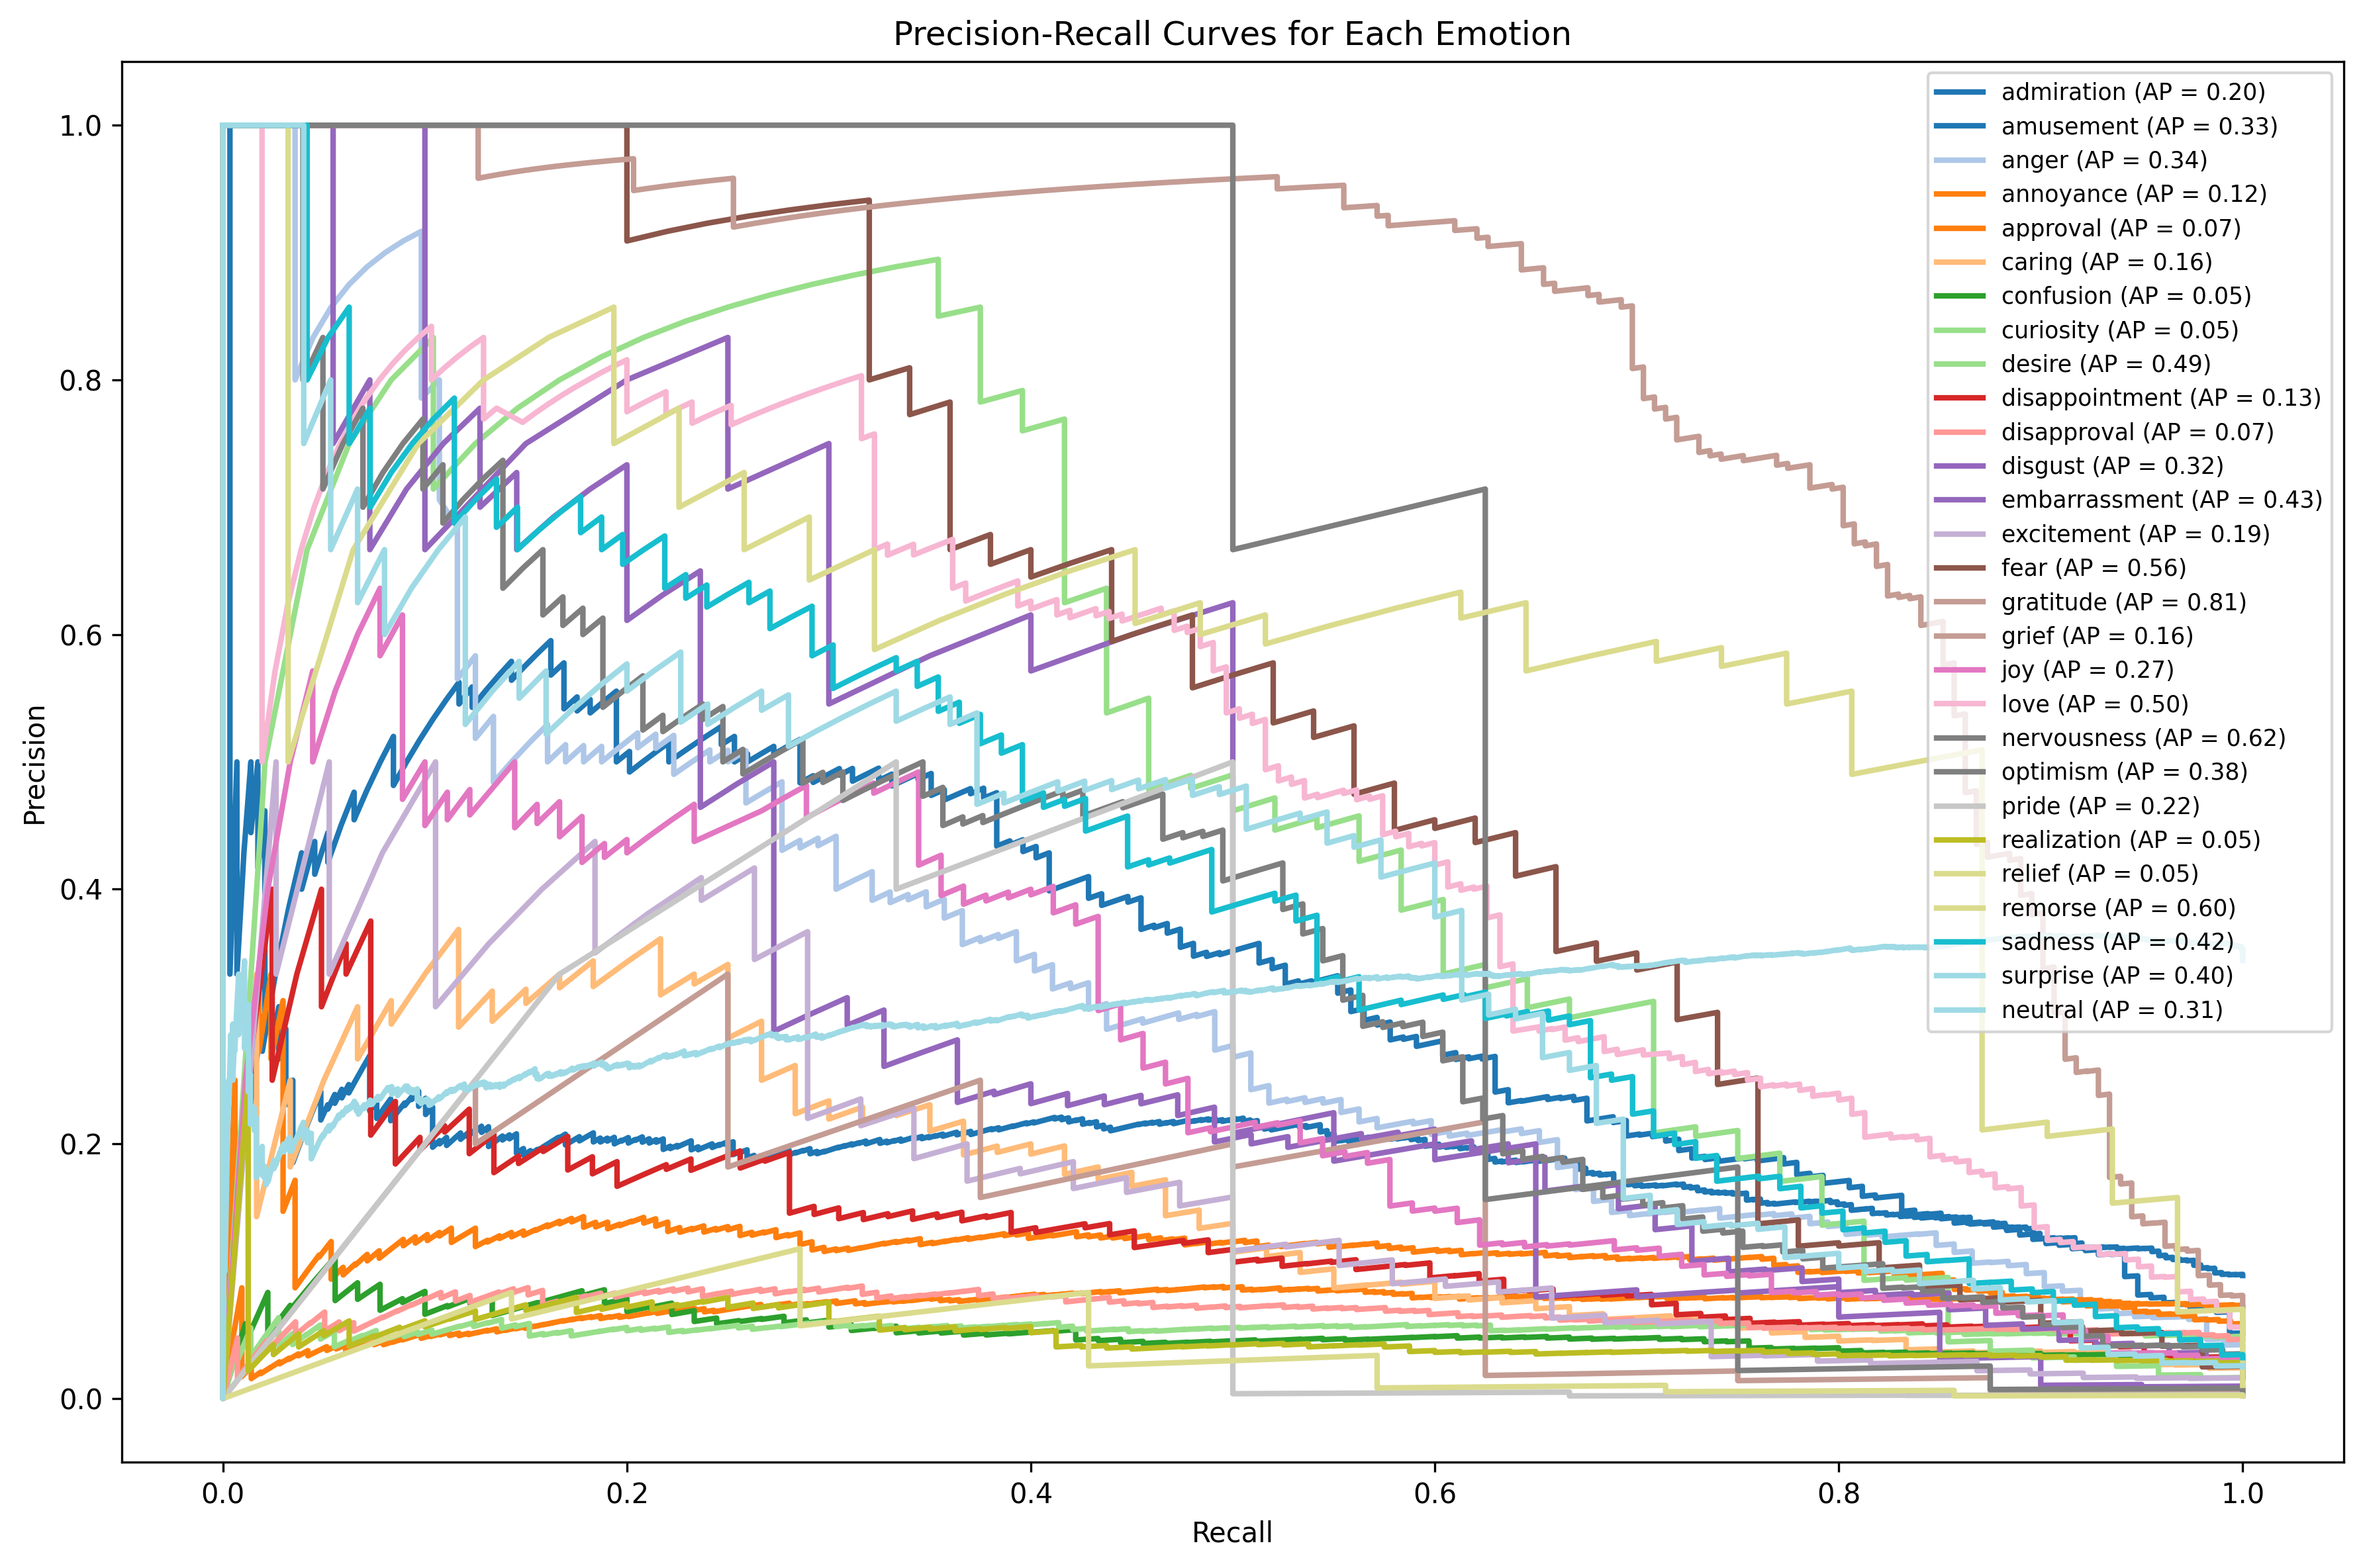 Precision-Recall Curves for Each Emotion
admiration (AP = 0.20)
amusement (AP = 0.33)
anger (AP = 0.34)
annoyance (AP = 0.12)
approval (AP = 0.07)
caring (AP = 0.16)
confusion (AP = 0.05)
curiosity (AP = 0.05)
desire (AP = 0.49)
disappointment (AP = 0.13)
disapproval (AP = 0.07)
disgust (AP = 0.32)
embarrassment (AP = 0.43)
excitement (AP = 0.19)
fear (AP = 0.56)
gratitude (AP = 0.81)
grief (AP = 0.16)
joy (AP = 0.27)
love (AP = 0.50)
nervousness (AP = 0.62)
optimism (AP = 0.38)
pride (AP = 0.22)
realization (AP = 0.05)
relief (AP = 0.05)
remorse (AP = 0.60)
sadness (AP = 0.42)
surprise (AP = 0.40)
neutral (AP = 0.31)
Precision
1.0
0.8
0.6
0.4
0.2
0.0
0.0 0.2 0.4 0.6 0.8 1.0
Recall